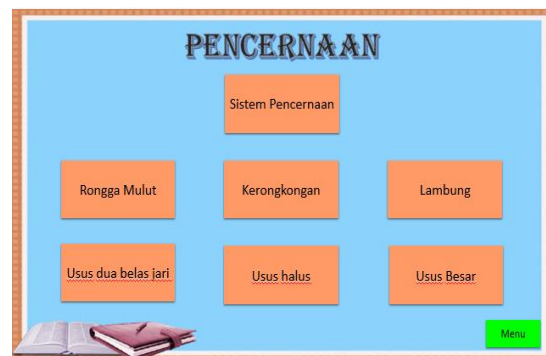 PENCERNAAN
Sistem Pencernaan
Rongga Mulut
Kerongkongan
Lambung
Usus dua belas jari
Usus halus
Usus Besar
Menu